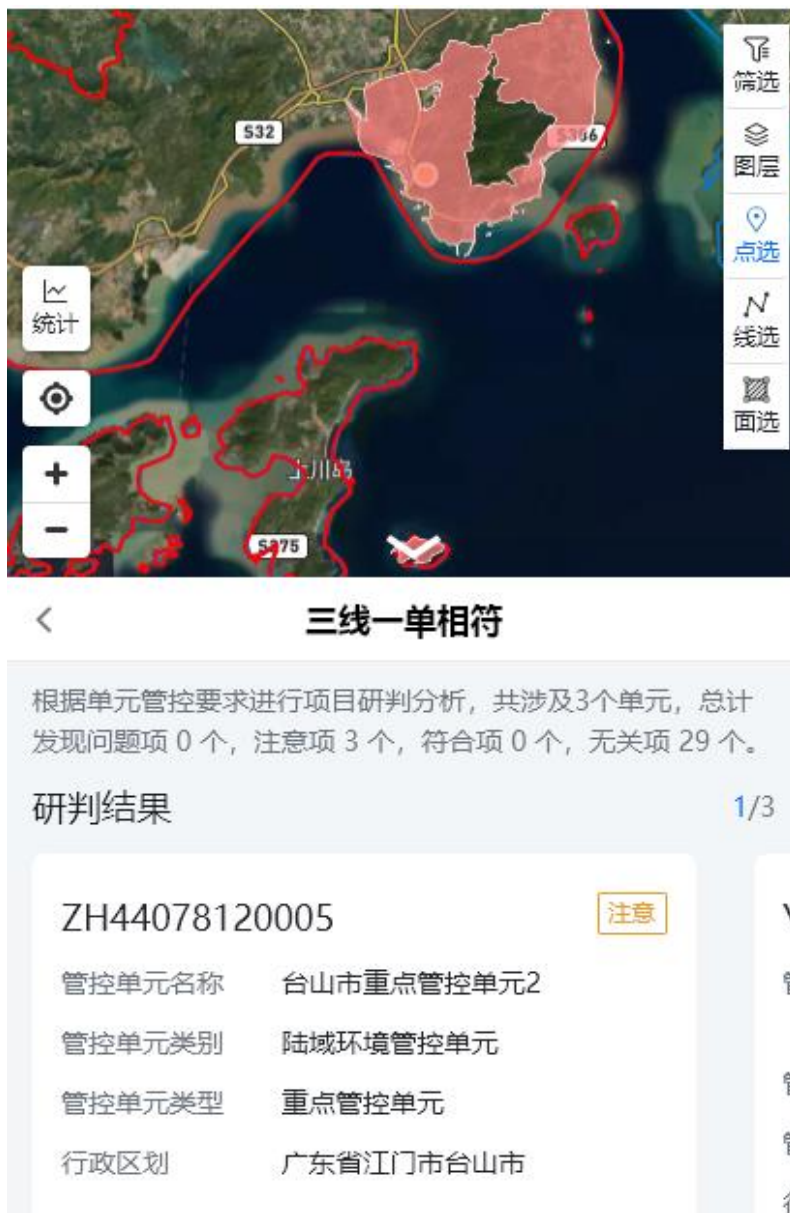 筛选
S32
S386
图层
点选
统计
线选
面选
上川岛
S275
三线一单相符
根据单元管控要求进行项目研判分析，共涉及3个单元，总计
发现问题项 0 个，注意项 3 个，符合项 0 个，无关项 29 个。
研判结果
1/3
ZH44078120005
注意
管控单元名称 台山市重点管控单元2
管控单元类别 陆域环境管控单元
管控单元类型 重点管控单元
行政区划 广东省江门市台山市